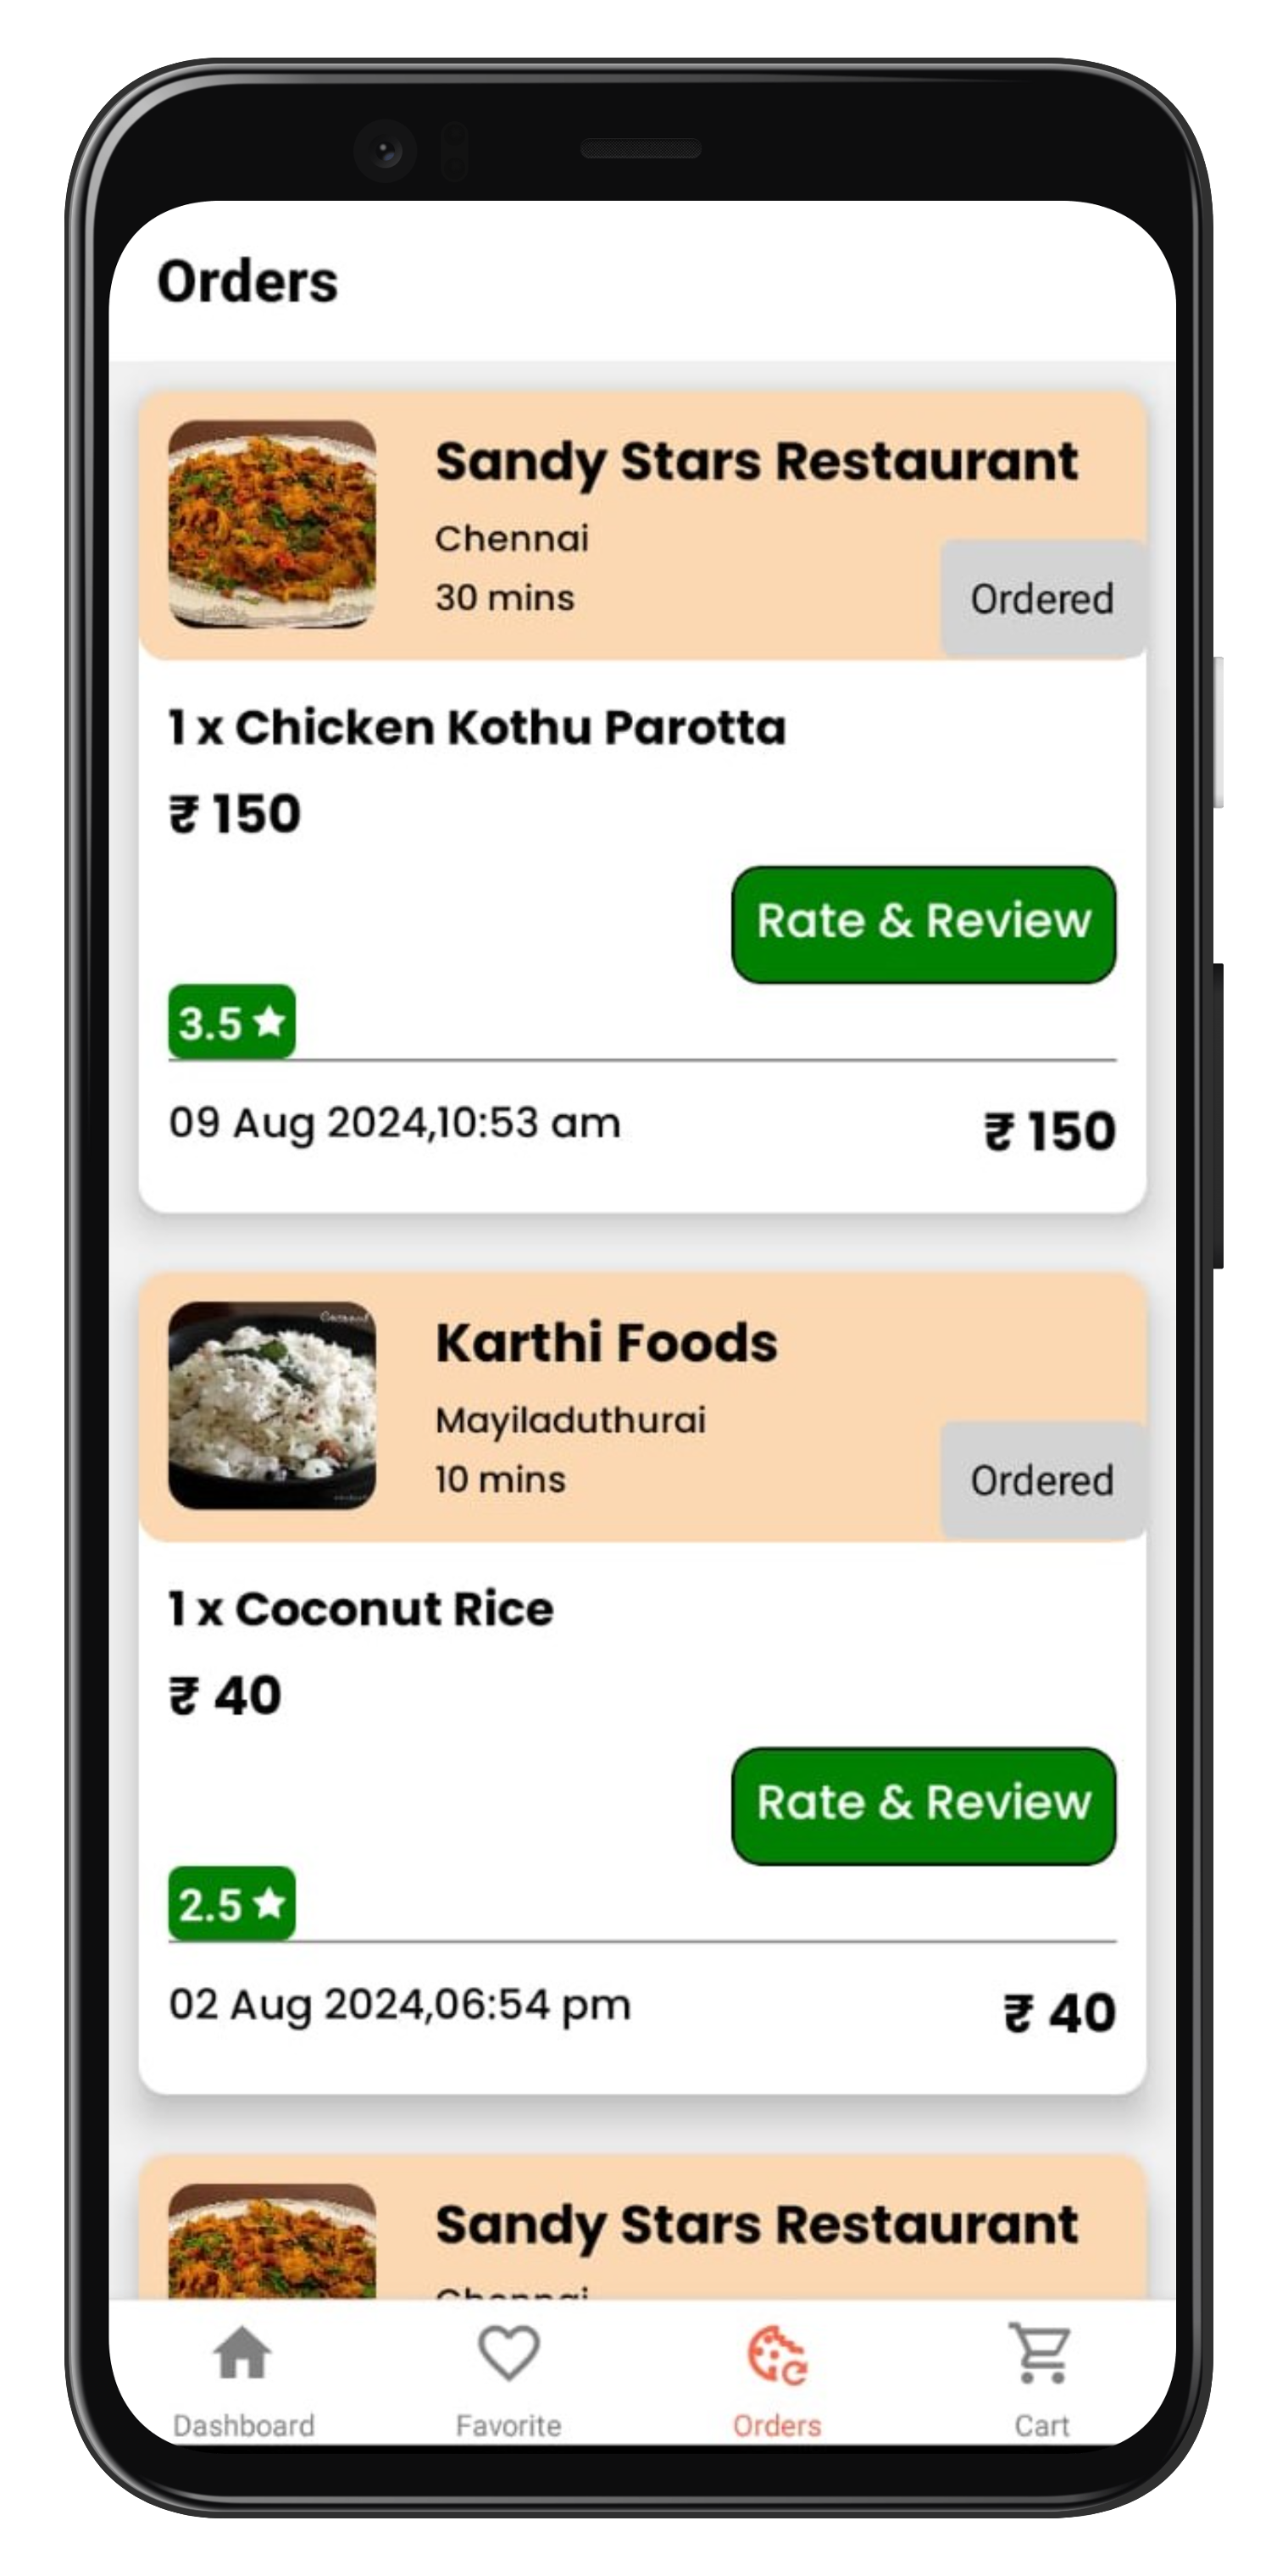 Orders
Sandy Stars Restaurant
Chennai
30 mins
Ordered
1 x Chicken Kothu Parotta
₹ 150
Rate & Review
3.5
09 Aug 2024,10:53 am
₹ 150
Karthi Foods
Mayiladuthurai
10 mins
Ordered
1 x Coconut Rice
₹ 40
Rate & Review
2.5
02 Aug 2024,06:54 pm
₹ 40
Sandy Stars Restaurant
Chennai
Dashboard
Favorite
Orders
Cart